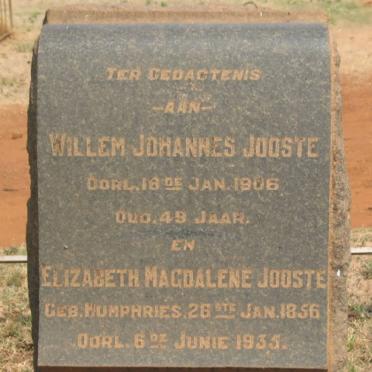 TER GEDACTENIS
—AAN—
WILLEM JOHANNES JOOSTE
OORL. 18DE JAN. 1906
OUD. 49 JAAR.
EN
ELIZABETH MAGDALENE JOOSTE
GEB. HUMPHRIES. 26STE JAN. 1856
OORL. 6DE JUNIE 1935.